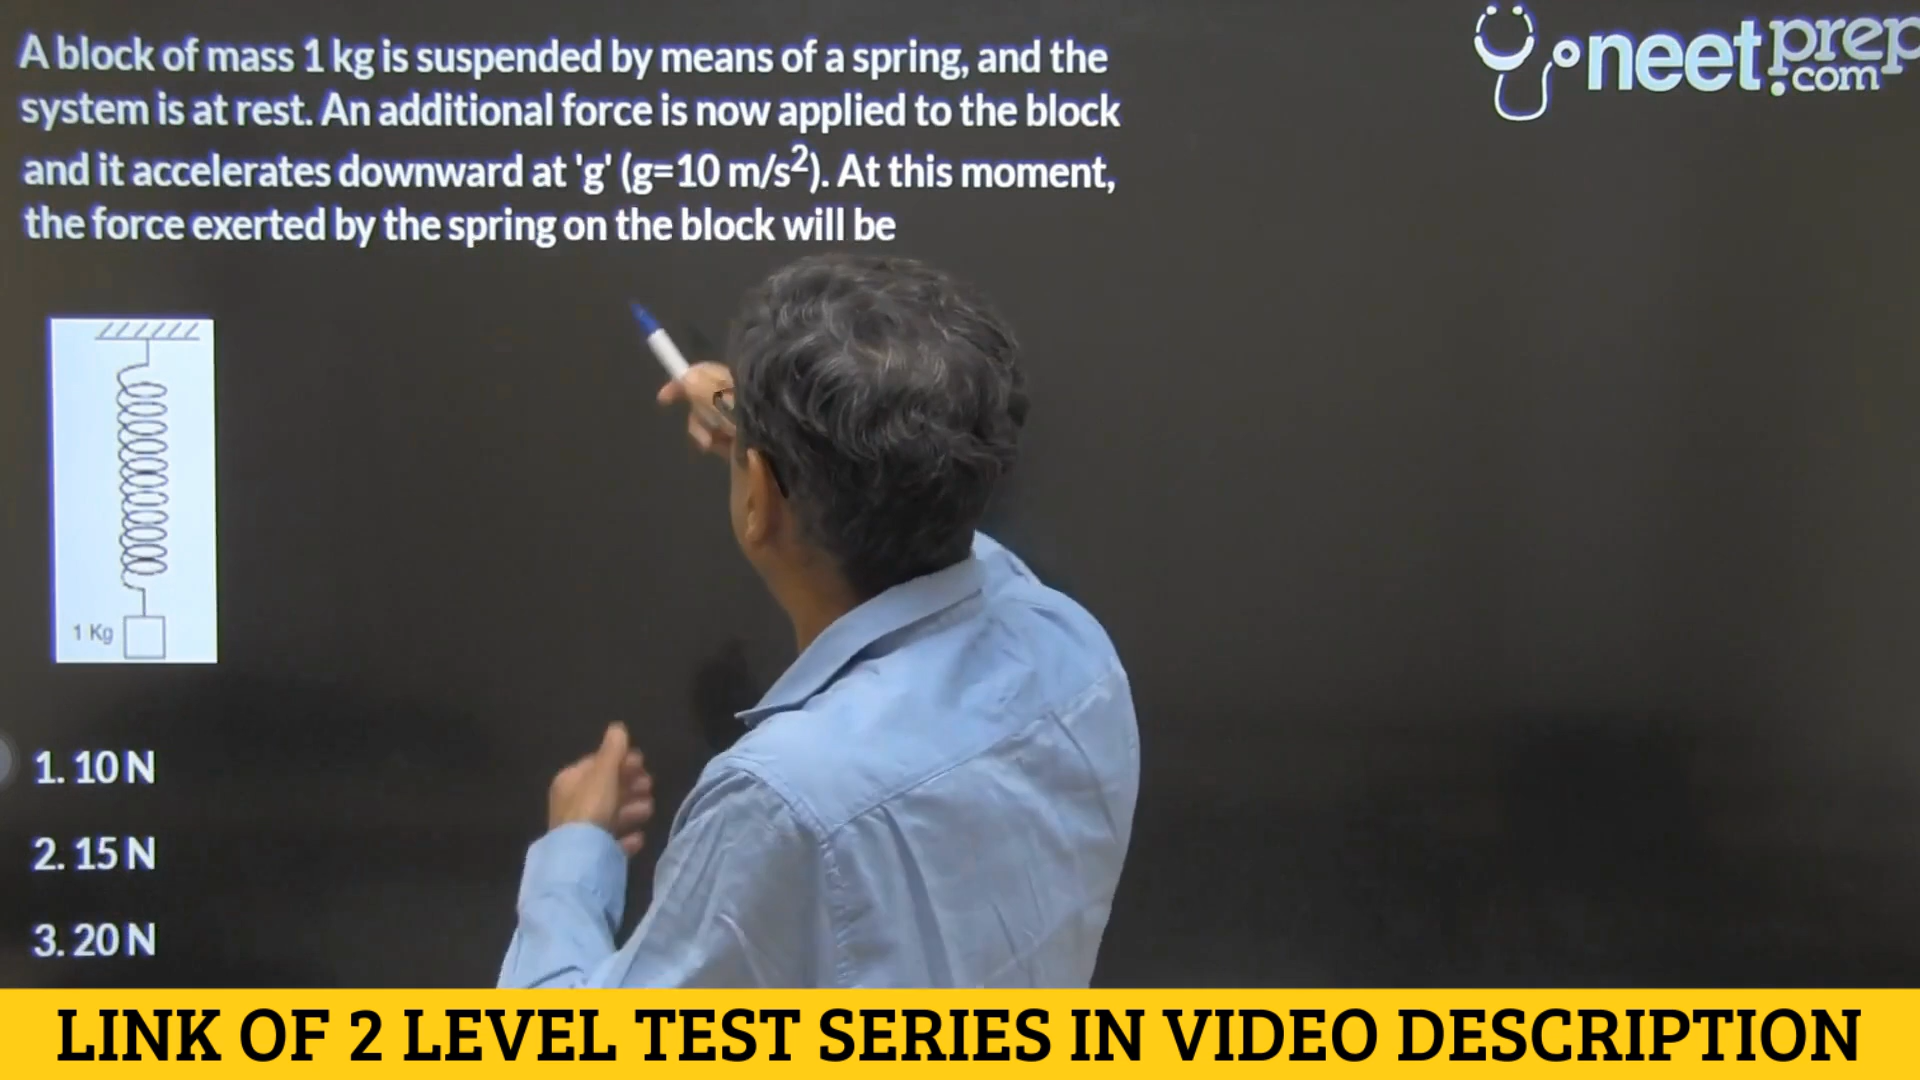 A block of mass 1 kg is suspended by means of a spring, and the
system is at rest. An additional force is now applied to the block
and it accelerates downward at 'g' (g=10 m/s²). At this moment,
the force exerted by the spring on the block will be
neetprep
.com
1 Kg
1. 10 N
2. 15 N
3. 20 N
LINK OF 2 LEVEL TEST SERIES IN VIDEO DESCRIPTION